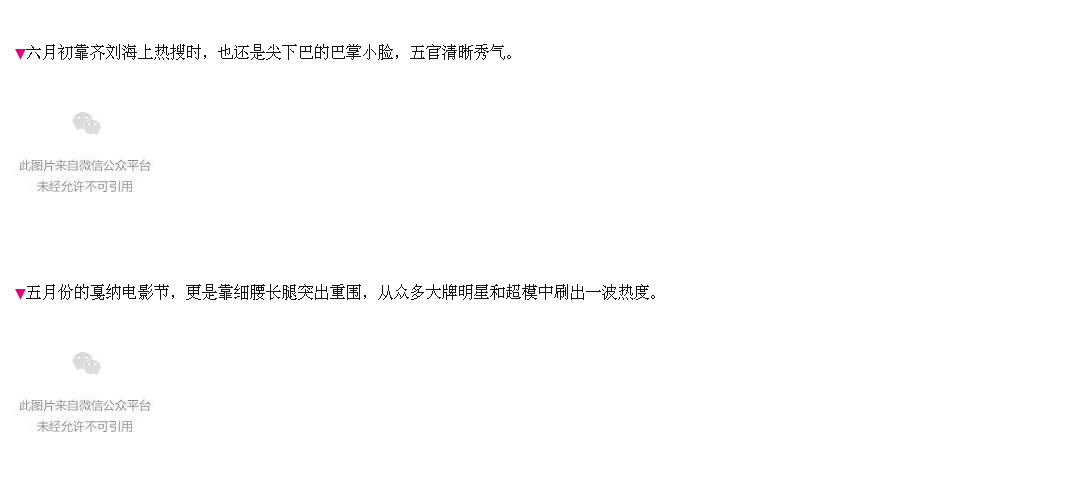 ▼六月初靠齐刘海上热搜时，也还是尖下巴的巴掌小脸，五官清晰秀气。
此图片来自微信公众平台
未经允许不可引用
▼五月份的戛纳电影节，更是靠细腰长腿突出重围，从众多大牌明星和超模中刷出一波热度。
此图片来自微信公众平台
未经允许不可引用